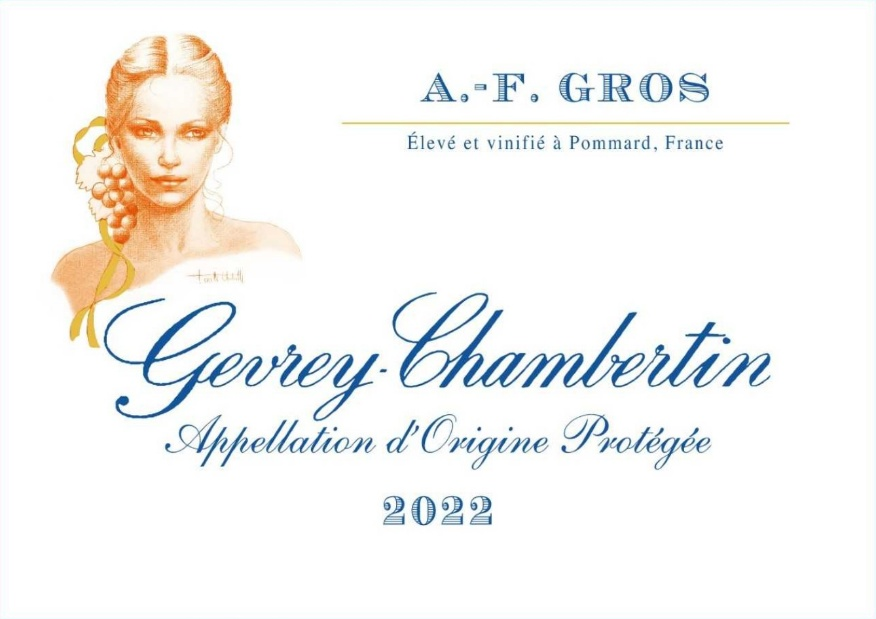 A.-F. GROS
Élevé et vinifié à Pommard, France
Gevrey-Chambertin
Appellation d'Origine Protégée
2022